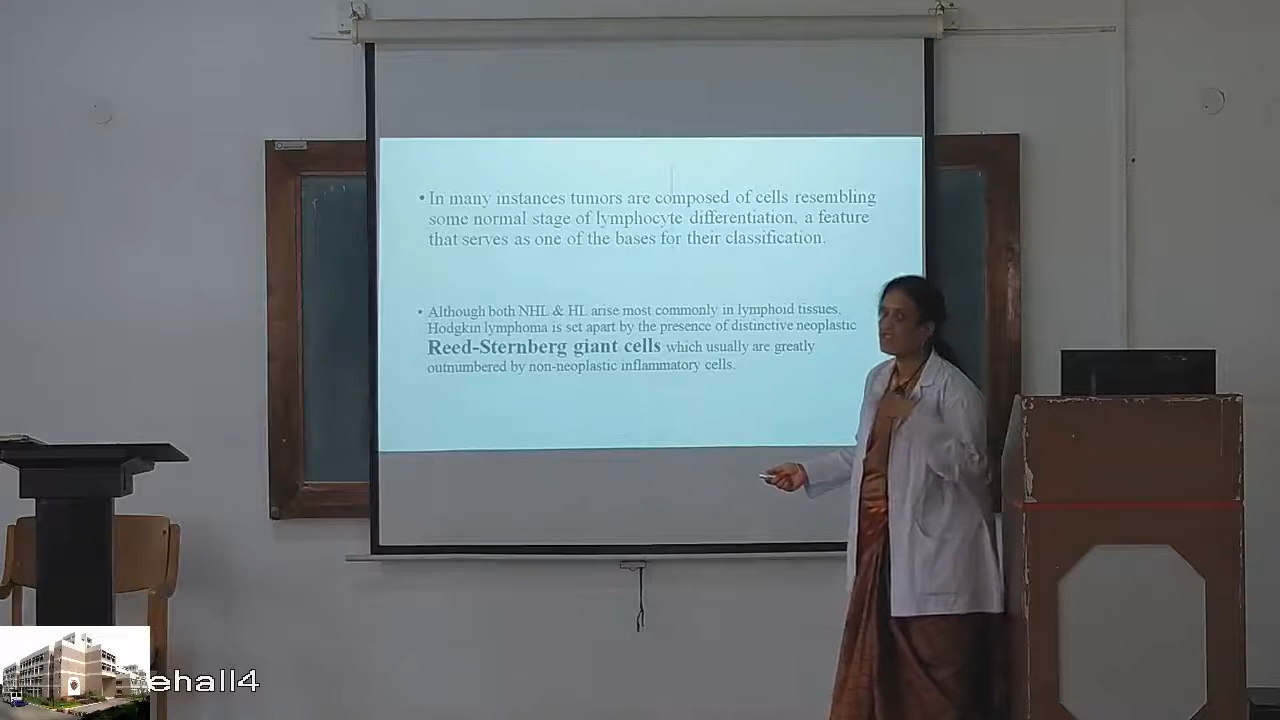 • In many instances tumors are composed of cells resembling
some normal stage of lymphocyte differentiation, a feature
that serves as one of the bases for their classification.
• Although both NHL & HL arise most commonly in lymphoid tissues,
Hodgkin lymphoma is set apart by the presence of distinctive neoplastic
Reed-Sternberg giant cells which usually are greatly
outnumbered by non-neoplastic inflammatory cells.
ehall4